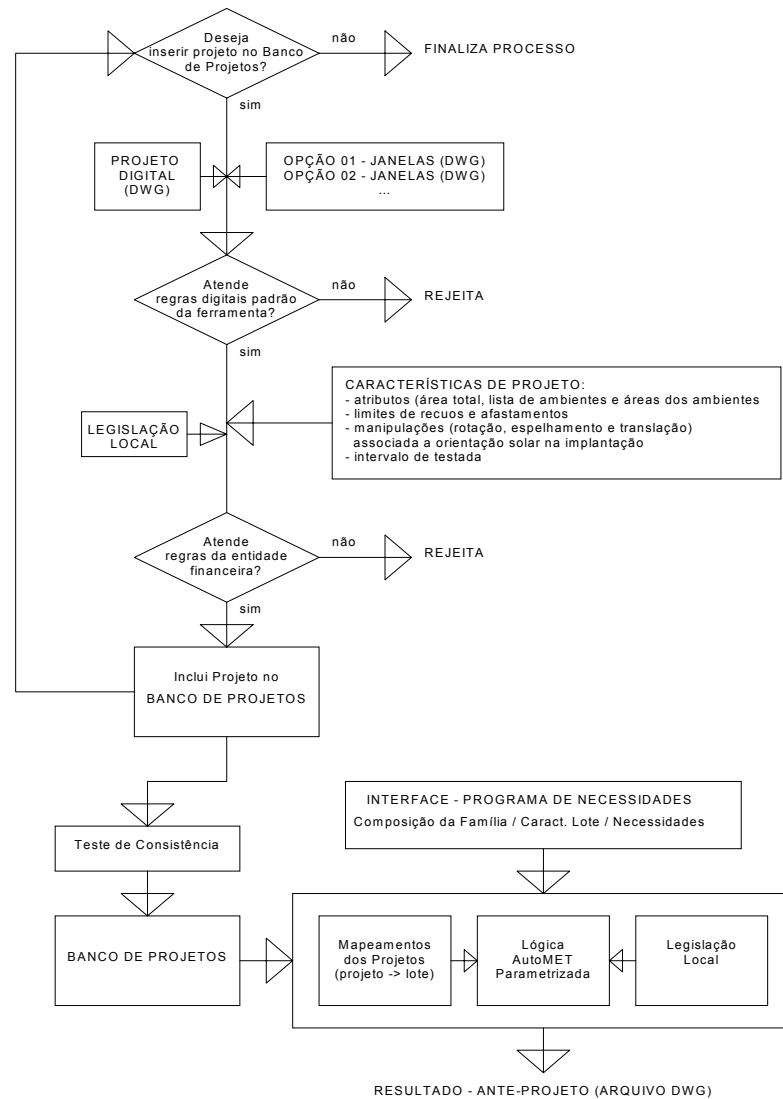 Deseja
inserir projeto no Banco
de Projetos?
não
FINALIZA PROCESSO
sim
PROJETO
DIGITAL
(DWG)
OPÇÃO 01 - JANELAS (DWG)
OPÇÃO 02 - JANELAS (DWG)
...
Atende
regras digitais padrão
da ferramenta?
não
REJEITA
sim
CARACTERÍSTICAS DE PROJETO:
- atributos (área total, lista de ambientes e áreas dos ambientes
- limites de recuos e afastamentos
- manipulações (rotação, espelhamento e translação)
associada a orientação solar na implantação
- intervalo de testada
LEGISLAÇÃO
LOCAL
Atende
regras da entidade
financeira?
não
REJEITA
sim
Inclui Projeto no
BANCO DE PROJETOS
INTERFACE - PROGRAMA DE NECESSIDADES
Composição da Família / Caract. Lote / Necessidades
Teste de Consistência
BANCO DE PROJETOS
Mapeamentos
dos Projetos
(projeto -> lote)
Lógica
AutoMET
Parametrizada
Legislação
Local
RESULTADO - ANTE-PROJETO (ARQUIVO DWG)